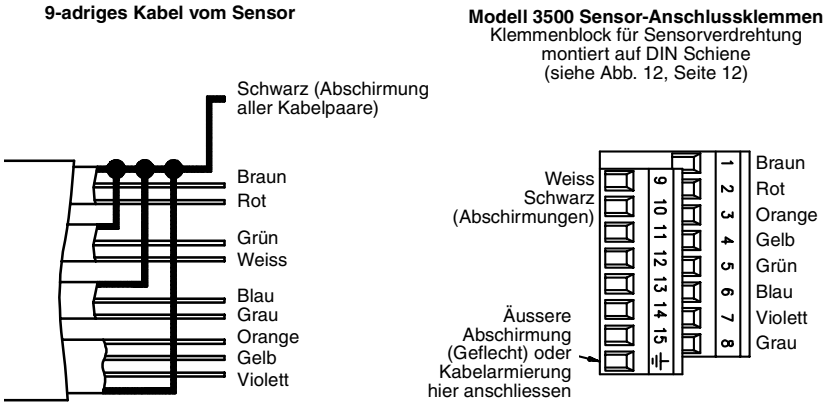 9-adriges Kabel vom Sensor
Schwarz (Abschirmung
aller Kabelpaare)
Braun
Rot
Grün
Weiss
Blau
Grau
Orange
Gelb
Violett
Modell 3500 Sensor-Anschlussklemmen
Klemmenblock für Sensorverdrehtung
montiert auf DIN Schiene
(siehe Abb. 12, Seite 12)
Weiss
Schwarz
(Abschirmungen)
Äussere
Abschirmung
(Geflecht) oder
Kabelarmierung
hier anschliessen
9
10
11
12
13
14
15
1
2
3
4
5
6
7
8
Braun
Rot
Orange
Gelb
Grün
Blau
Violett
Grau